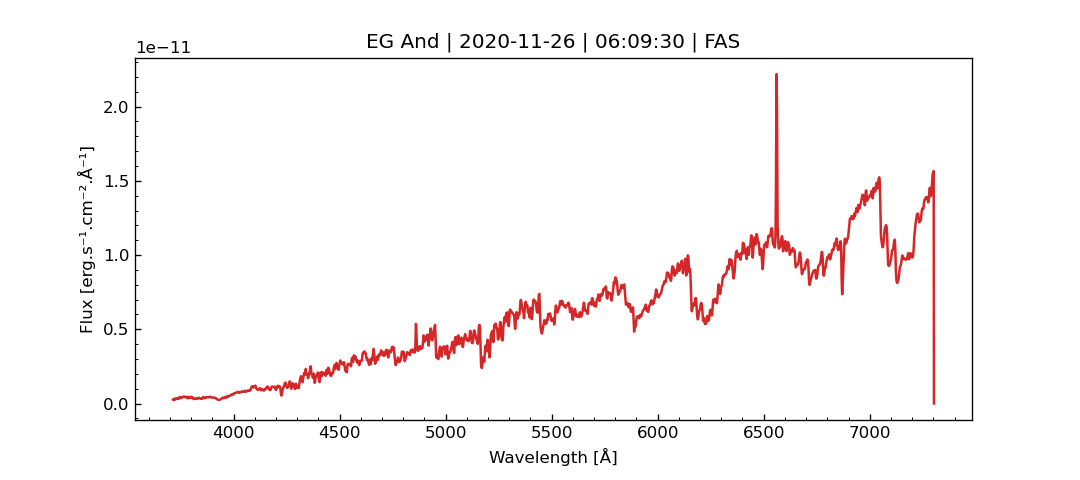 EG And | 2020-11-26 | 06:09:30 | FAS
1e−11
2.0
1.5
1.0
0.5
0.0
Flux [erg.s⁻¹.cm⁻².Å⁻¹]
4000 4500 5000 5500 6000 6500 7000
Wavelength [Å]